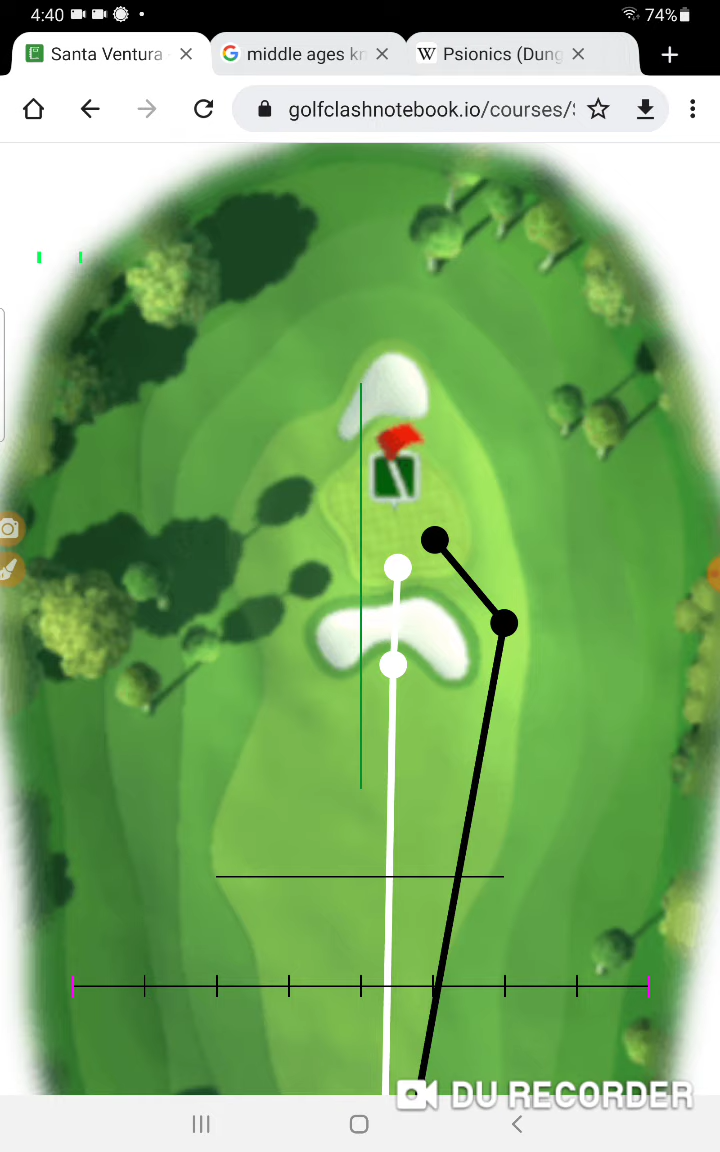 4:40
74%
Santa Ventura
middle ages kn
W Psionics (Dung
golfclashnotebook.io/courses/S
DU RECORDER